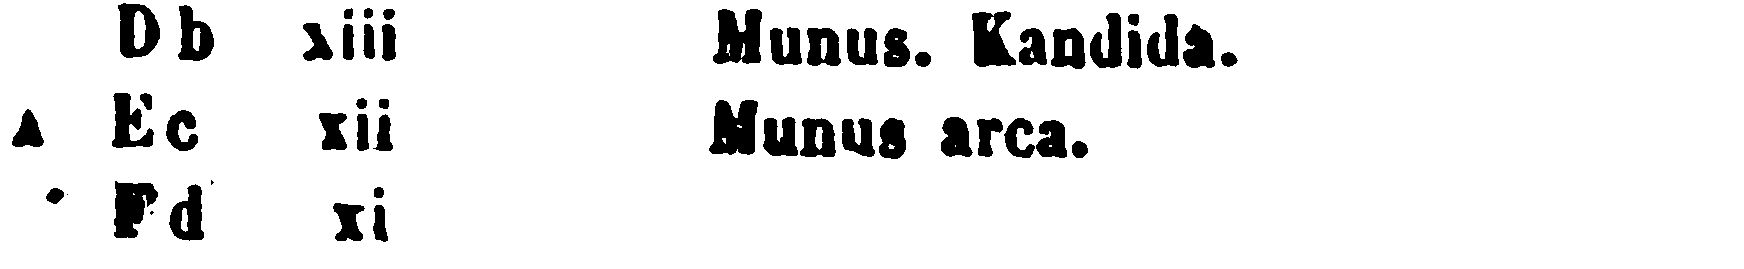 D b xiii Munus. Kandida.
A E c xii Munus arca.
F d xi